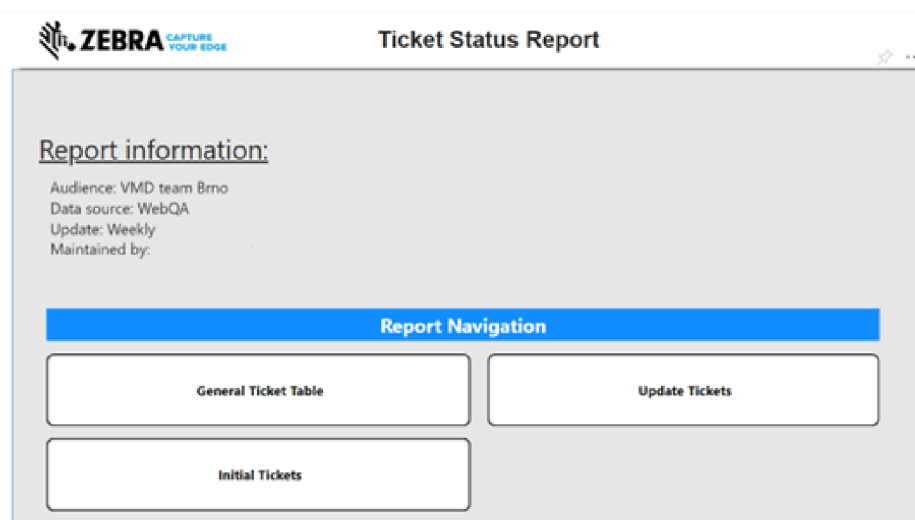 ZEBRA CAPTURE YOUR EDGE
Ticket Status Report
Report information:
Audience: VMD team Brno
Data source: WebQA
Update: Weekly
Maintained by:
Report Navigation
General Ticket Table
Update Tickets
Initial Tickets